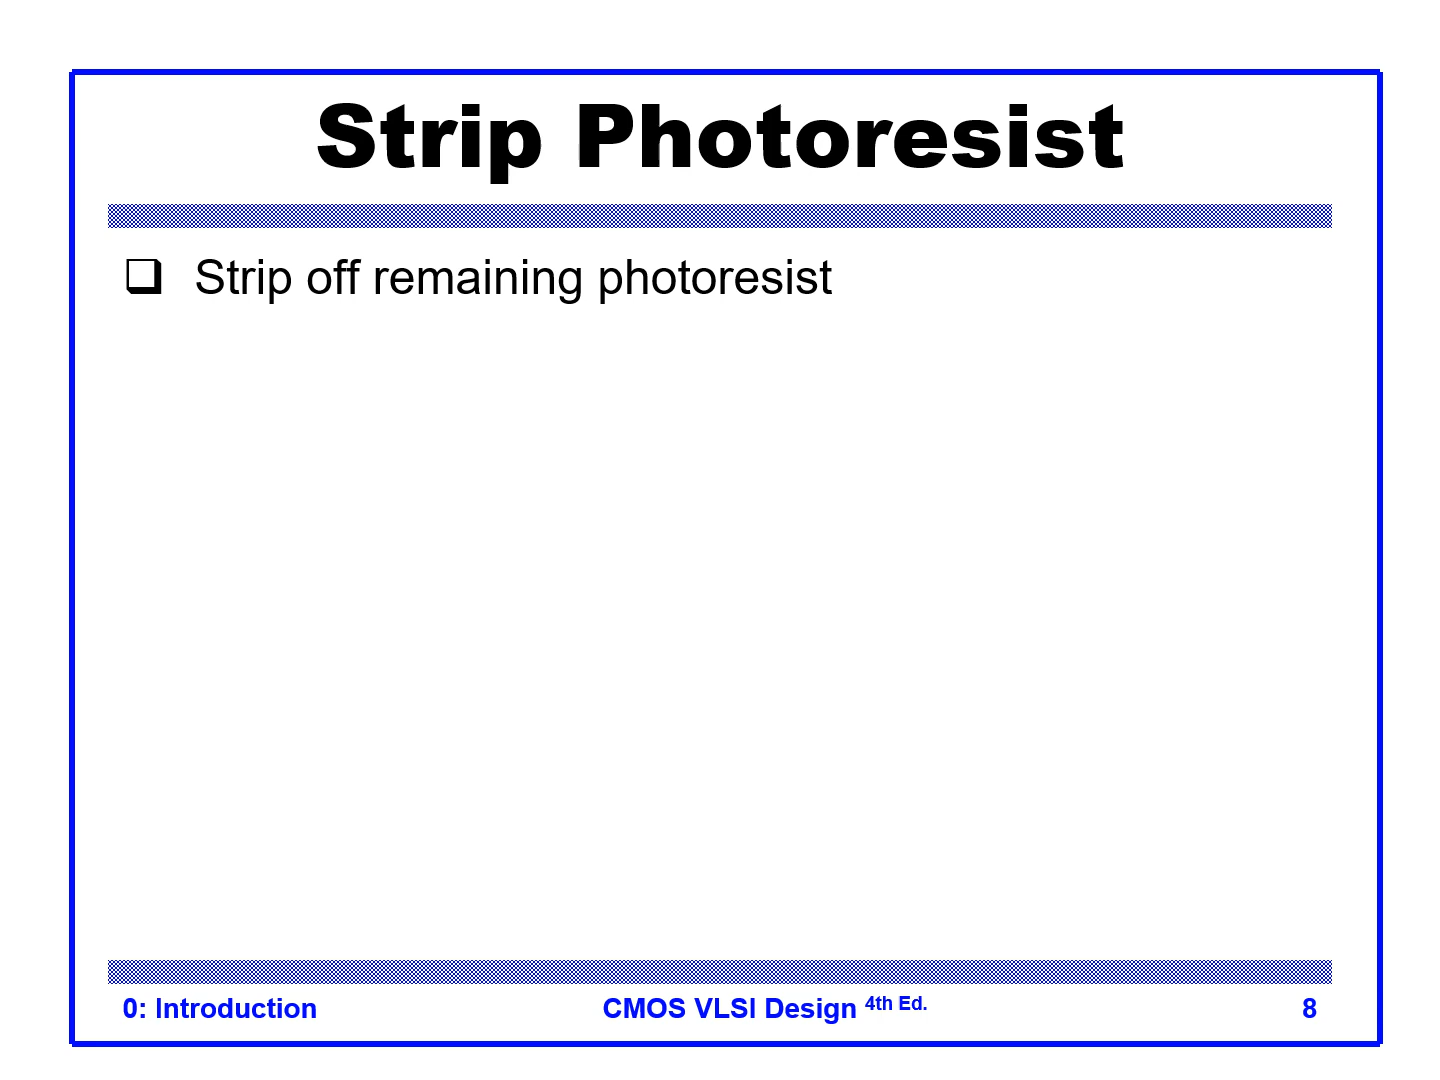 Strip Photoresist
❑ Strip off remaining photoresist
0: Introduction
CMOS VLSI Design 4th Ed.
8